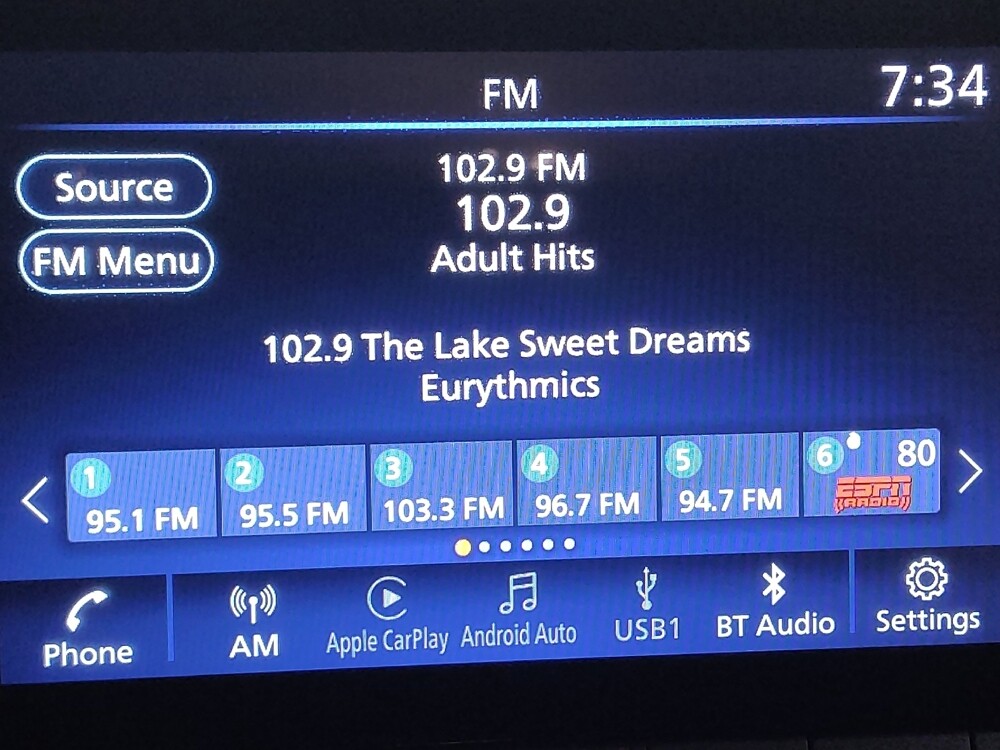 FM
7:34
Source
FM Menu
102.9 FM
102.9
Adult Hits
102.9 The Lake Sweet Dreams
Eurythmics
1
95.1 FM
2
95.5 FM
3
103.3 FM
4
96.7 FM
5
94.7 FM
6
80
ESPN
RADIO
Phone
AM
Apple CarPlay
Android Auto
USB1
BT Audio
Settings